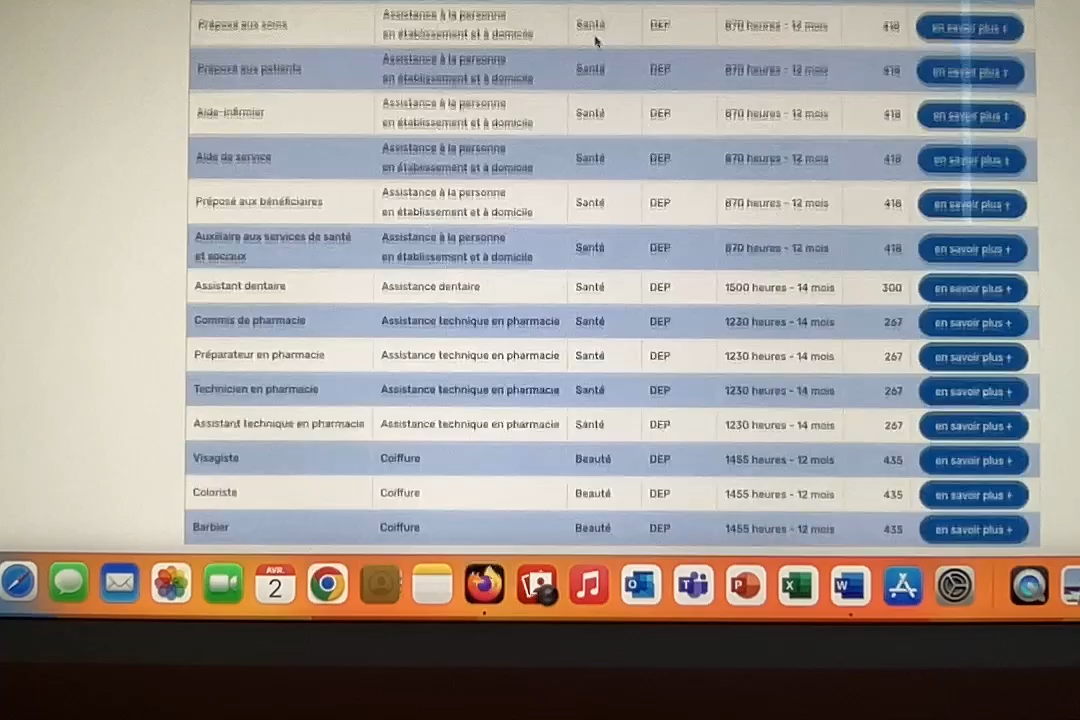 Préposé aux soins Assistance à la personne en établissement et à domicile Santé DEP 870 heures - 12 mois 418 en savoir plus +
Préposé aux patients Assistance à la personne en établissement et à domicile Santé DEP 870 heures - 12 mois 418 en savoir plus +
Aide-infirmier Assistance à la personne en établissement et à domicile Santé DEP 870 heures - 12 mois 418 en savoir plus +
Aide de service Assistance à la personne en établissement et à domicile Santé DEP 870 heures - 12 mois 418 en savoir plus +
Préposé aux bénéficiaires Assistance à la personne en établissement et à domicile Santé DEP 870 heures - 12 mois 418 en savoir plus +
Auxiliaire aux services de santé et sociaux Assistance à la personne en établissement et à domicile Santé DEP 870 heures - 12 mois 418 en savoir plus +
Assistant dentaire Assistance dentaire Santé DEP 1500 heures - 14 mois 300 en savoir plus +
Commis de pharmacie Assistance technique en pharmacie Santé DEP 1230 heures - 14 mois 267 en savoir plus +
Préparateur en pharmacie Assistance technique en pharmacie Santé DEP 1230 heures - 14 mois 267 en savoir plus +
Technicien en pharmacie Assistance technique en pharmacie Santé DEP 1230 heures - 14 mois 267 en savoir plus +
Assistant technique en pharmacie Assistance technique en pharmacie Santé DEP 1230 heures - 14 mois 267 en savoir plus +
Visagiste Coiffure Beauté DEP 1455 heures - 12 mois 435 en savoir plus +
Coloriste Coiffure Beauté DEP 1455 heures - 12 mois 435 en savoir plus +
Barbier Coiffure Beauté DEP 1455 heures - 12 mois 435 en savoir plus +
AVR.
2
O
T
P
X
W